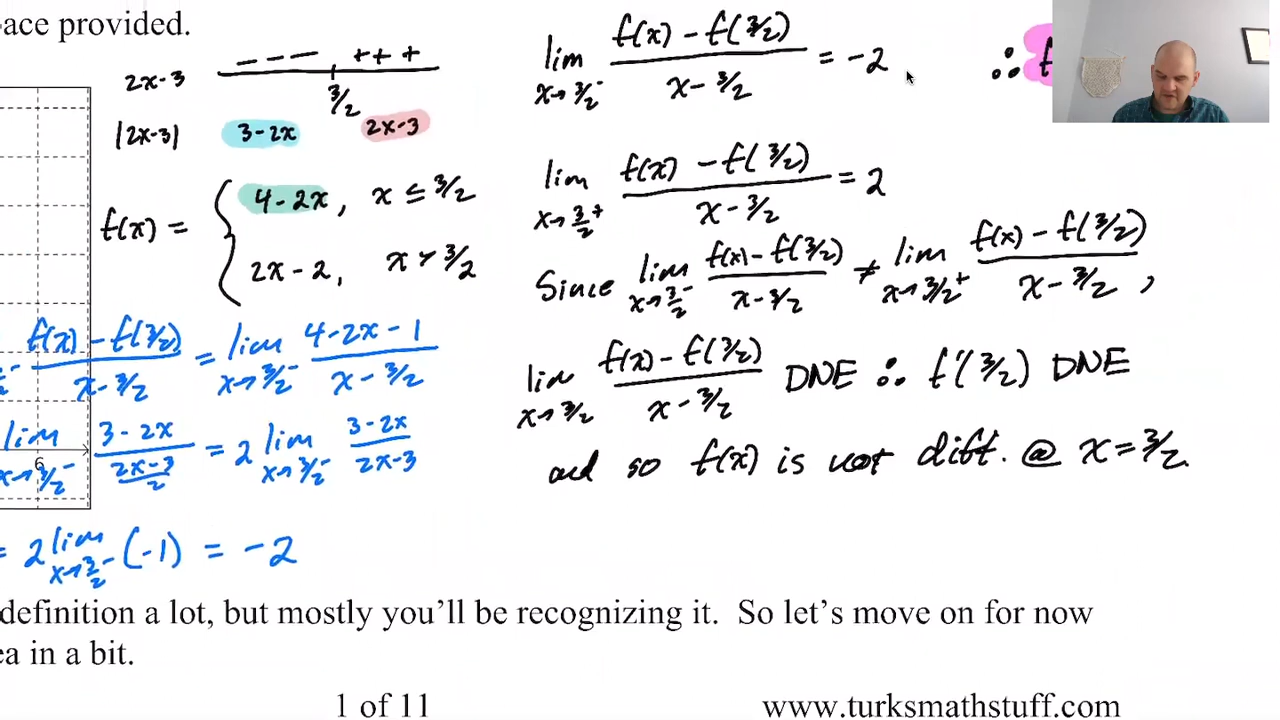 ace provided.
2x-3 - - - + + +
3/2
|2x-3| 3-2x 2x-3
f(x) = { 4-2x, x ≤ 3/2
2x-2, x > 3/2
f(x) - f(3/2) / x - 3/2 = lim x→3/2⁻ 4-2x-1 / x - 3/2
lim x→3/2⁻ 3-2x / (2x-3)/2 = 2 lim x→3/2⁻ 3-2x / 2x-3
= 2 lim x→3/2⁻ (-1) = -2
6
lim x→3/2⁻ f(x) - f(3/2) / x - 3/2 = -2
∴ f
lim x→3/2⁺ f(x) - f(3/2) / x - 3/2 = 2
Since lim x→3/2⁻ f(x) - f(3/2) / x - 3/2 ≠ lim x→3/2⁺ f(x) - f(3/2) / x - 3/2,
lim x→3/2 f(x) - f(3/2) / x - 3/2 DNE ∴ f'(3/2) DNE
and so f(x) is not diff. @ x = 3/2.
definition a lot, but mostly you'll be recognizing it. So let's move on for now
ea in a bit.
1 of 11 www.turksmathstuff.com